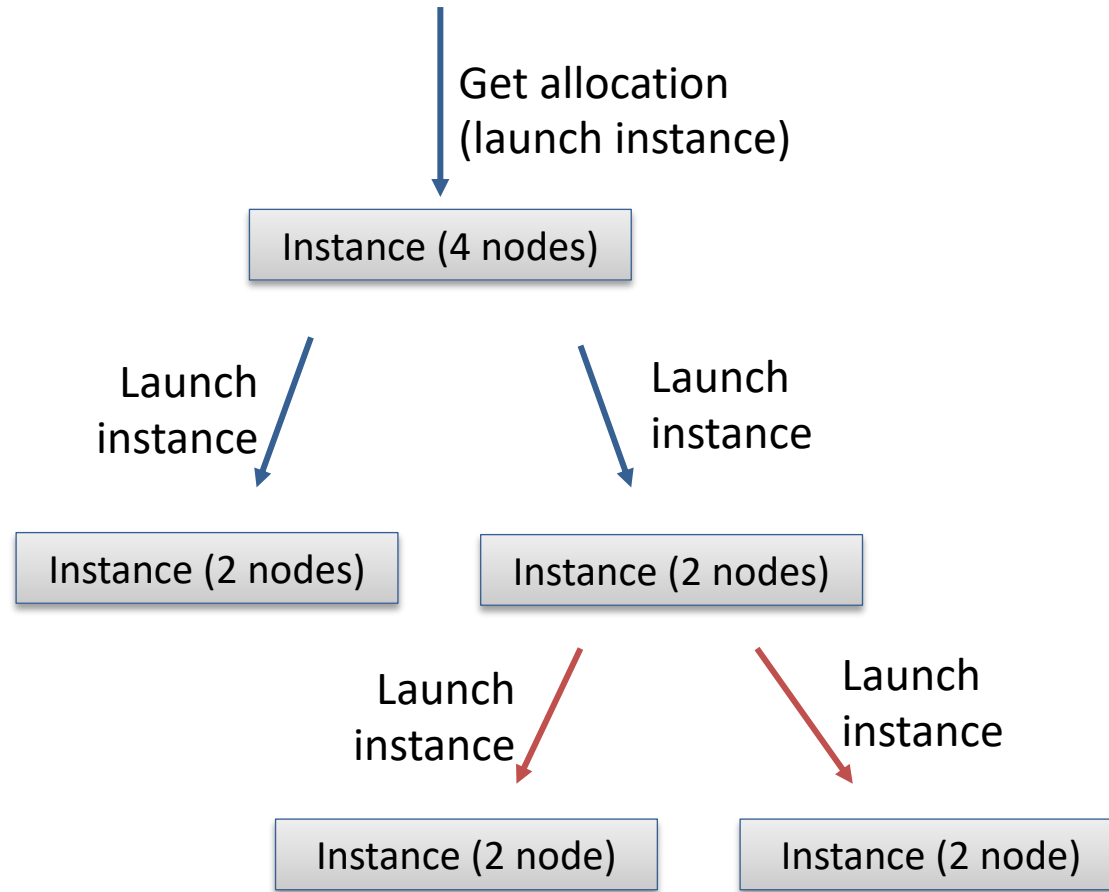 Get allocation
(launch instance)
Instance (4 nodes)
Launch
instance
Launch
instance
Instance (2 nodes)
Instance (2 nodes)
Launch
instance
Launch
instance
Instance (2 node)
Instance (2 node)